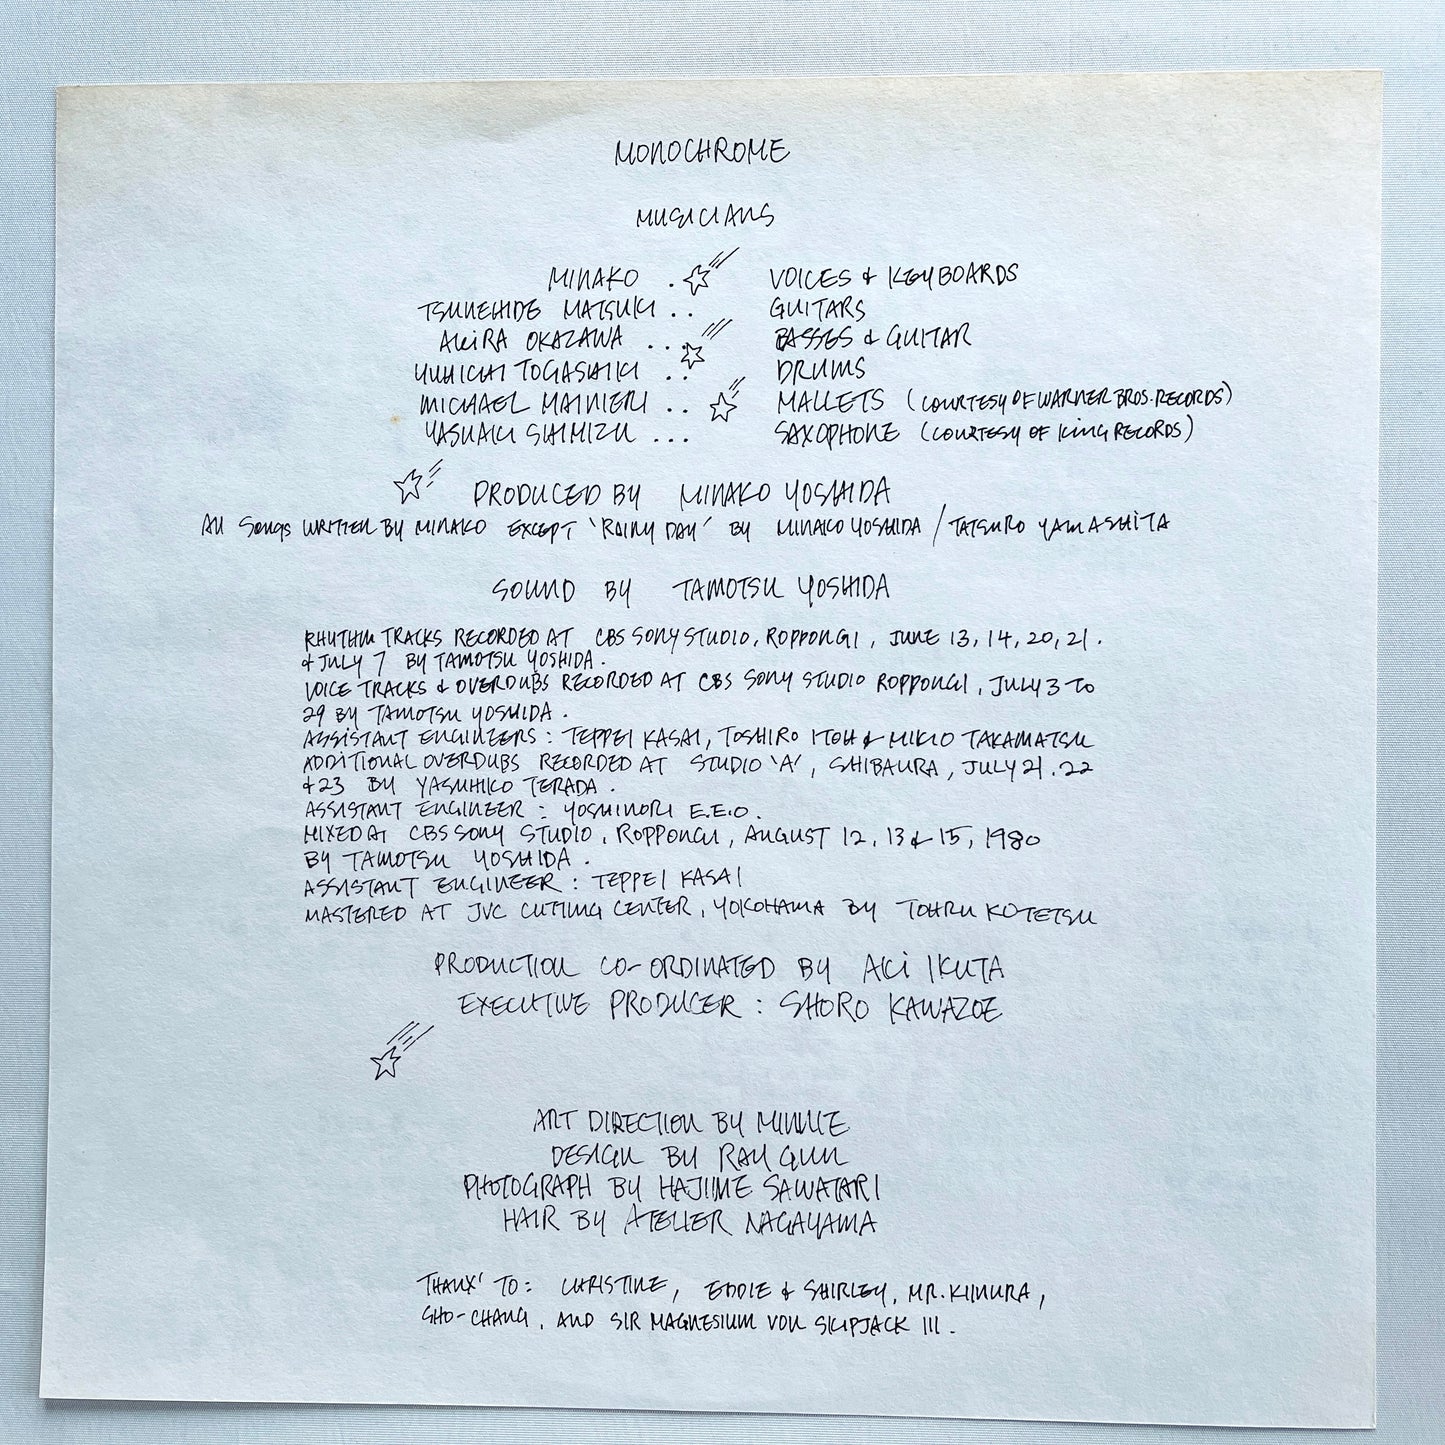 MONOCHROME
MUSICIANS
MINAKO .. VOICES & KEYBOARDS
TSUNEHIDE MATSUKI .. GUITARS
AKiRA OKAZAWA ... BASSES & GUITAR
YUHICHI TOGASHIKI .. DRUMS
MICHAEL MAINIERI .. MALLETS (COURTESY OF WARNER BROS. RECORDS)
YASUAKI SHIMIZU ... SAXOPHONE (COURTESY OF KiNG RECORDS)
PRODUCED BY MINAKO YOSHIDA
All Songs WRITTEN BY MINAKO EXCEPT 'RAINY DAY' BY MINAKO YOSHIDA / TATSURO YAMASHiTA
SOUND BY TAMOTSU YOSHIDA
RHYTHM TRACKS RECORDED AT CBS SONY STUDIO, ROPPONGI, JUNE 13, 14, 20, 21.
& JULY 7 BY TAMOTSU YOSHIDA.
VOICE TRACKS & OVERDUBS RECORDED AT CBS SONY STUDIO ROPPONGI, JULY 3 TO
29 BY TAMOTSU YOSHIDA.
ASSISTANT ENGINEERS : TEPPEI KASAI, TOSHIRO ITOH & MIKIO TAKAMATSU
ADDITIONAL OVERDUBS RECORDED AT STUDIO 'A', SHIBAURA, JULY 21. 22
& 23 BY YASUHIKO TERADA.
ASSISTANT ENGINEER : YOSHINORI E.E.O.
MIXED AT CBS SONY STUDIO, ROPPONGI, AUGUST 12, 13 & 15, 1980
BY TAMOTSU YOSHIDA.
ASSISTANT ENGINEER : TEPPEI KASAI
MASTERED AT JVC CUTTING CENTER, YOKOHAMA BY TOHRU KOTETSU
PRODUCTION CO-ORDINATED BY AKi IKUTA
EXECUTIVE PRODUCER : SHORO KAWAZOE
ART DIRECTION BY MINNIE
DESIGN BY RAY GUN
PHOTOGRAPH BY HAJIME SAWATARI
HAIR BY ATELIER NAGAYAMA
THANX' TO : CHRISTINE, EDDIE & SHIRLEY, MR. KIMURA,
SHO-CHANG, AND SIR MAGNESIUM VON SKIPJACK III.